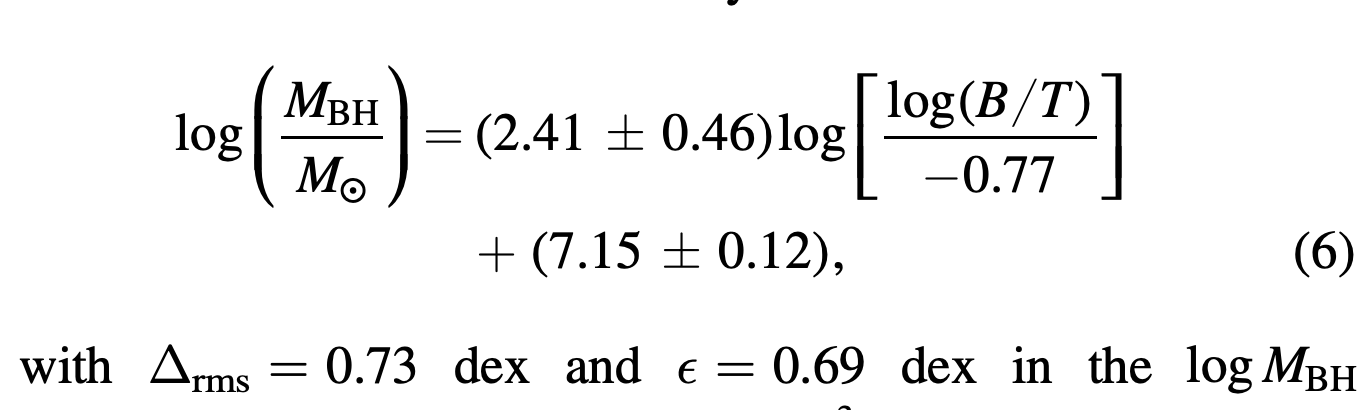 log(M_BH/M_⊙) = (2.41 ± 0.46)log[log(B/T)/−0.77]
+ (7.15 ± 0.12), (6)
with Δ_rms = 0.73 dex and ϵ = 0.69 dex in the log M_BH